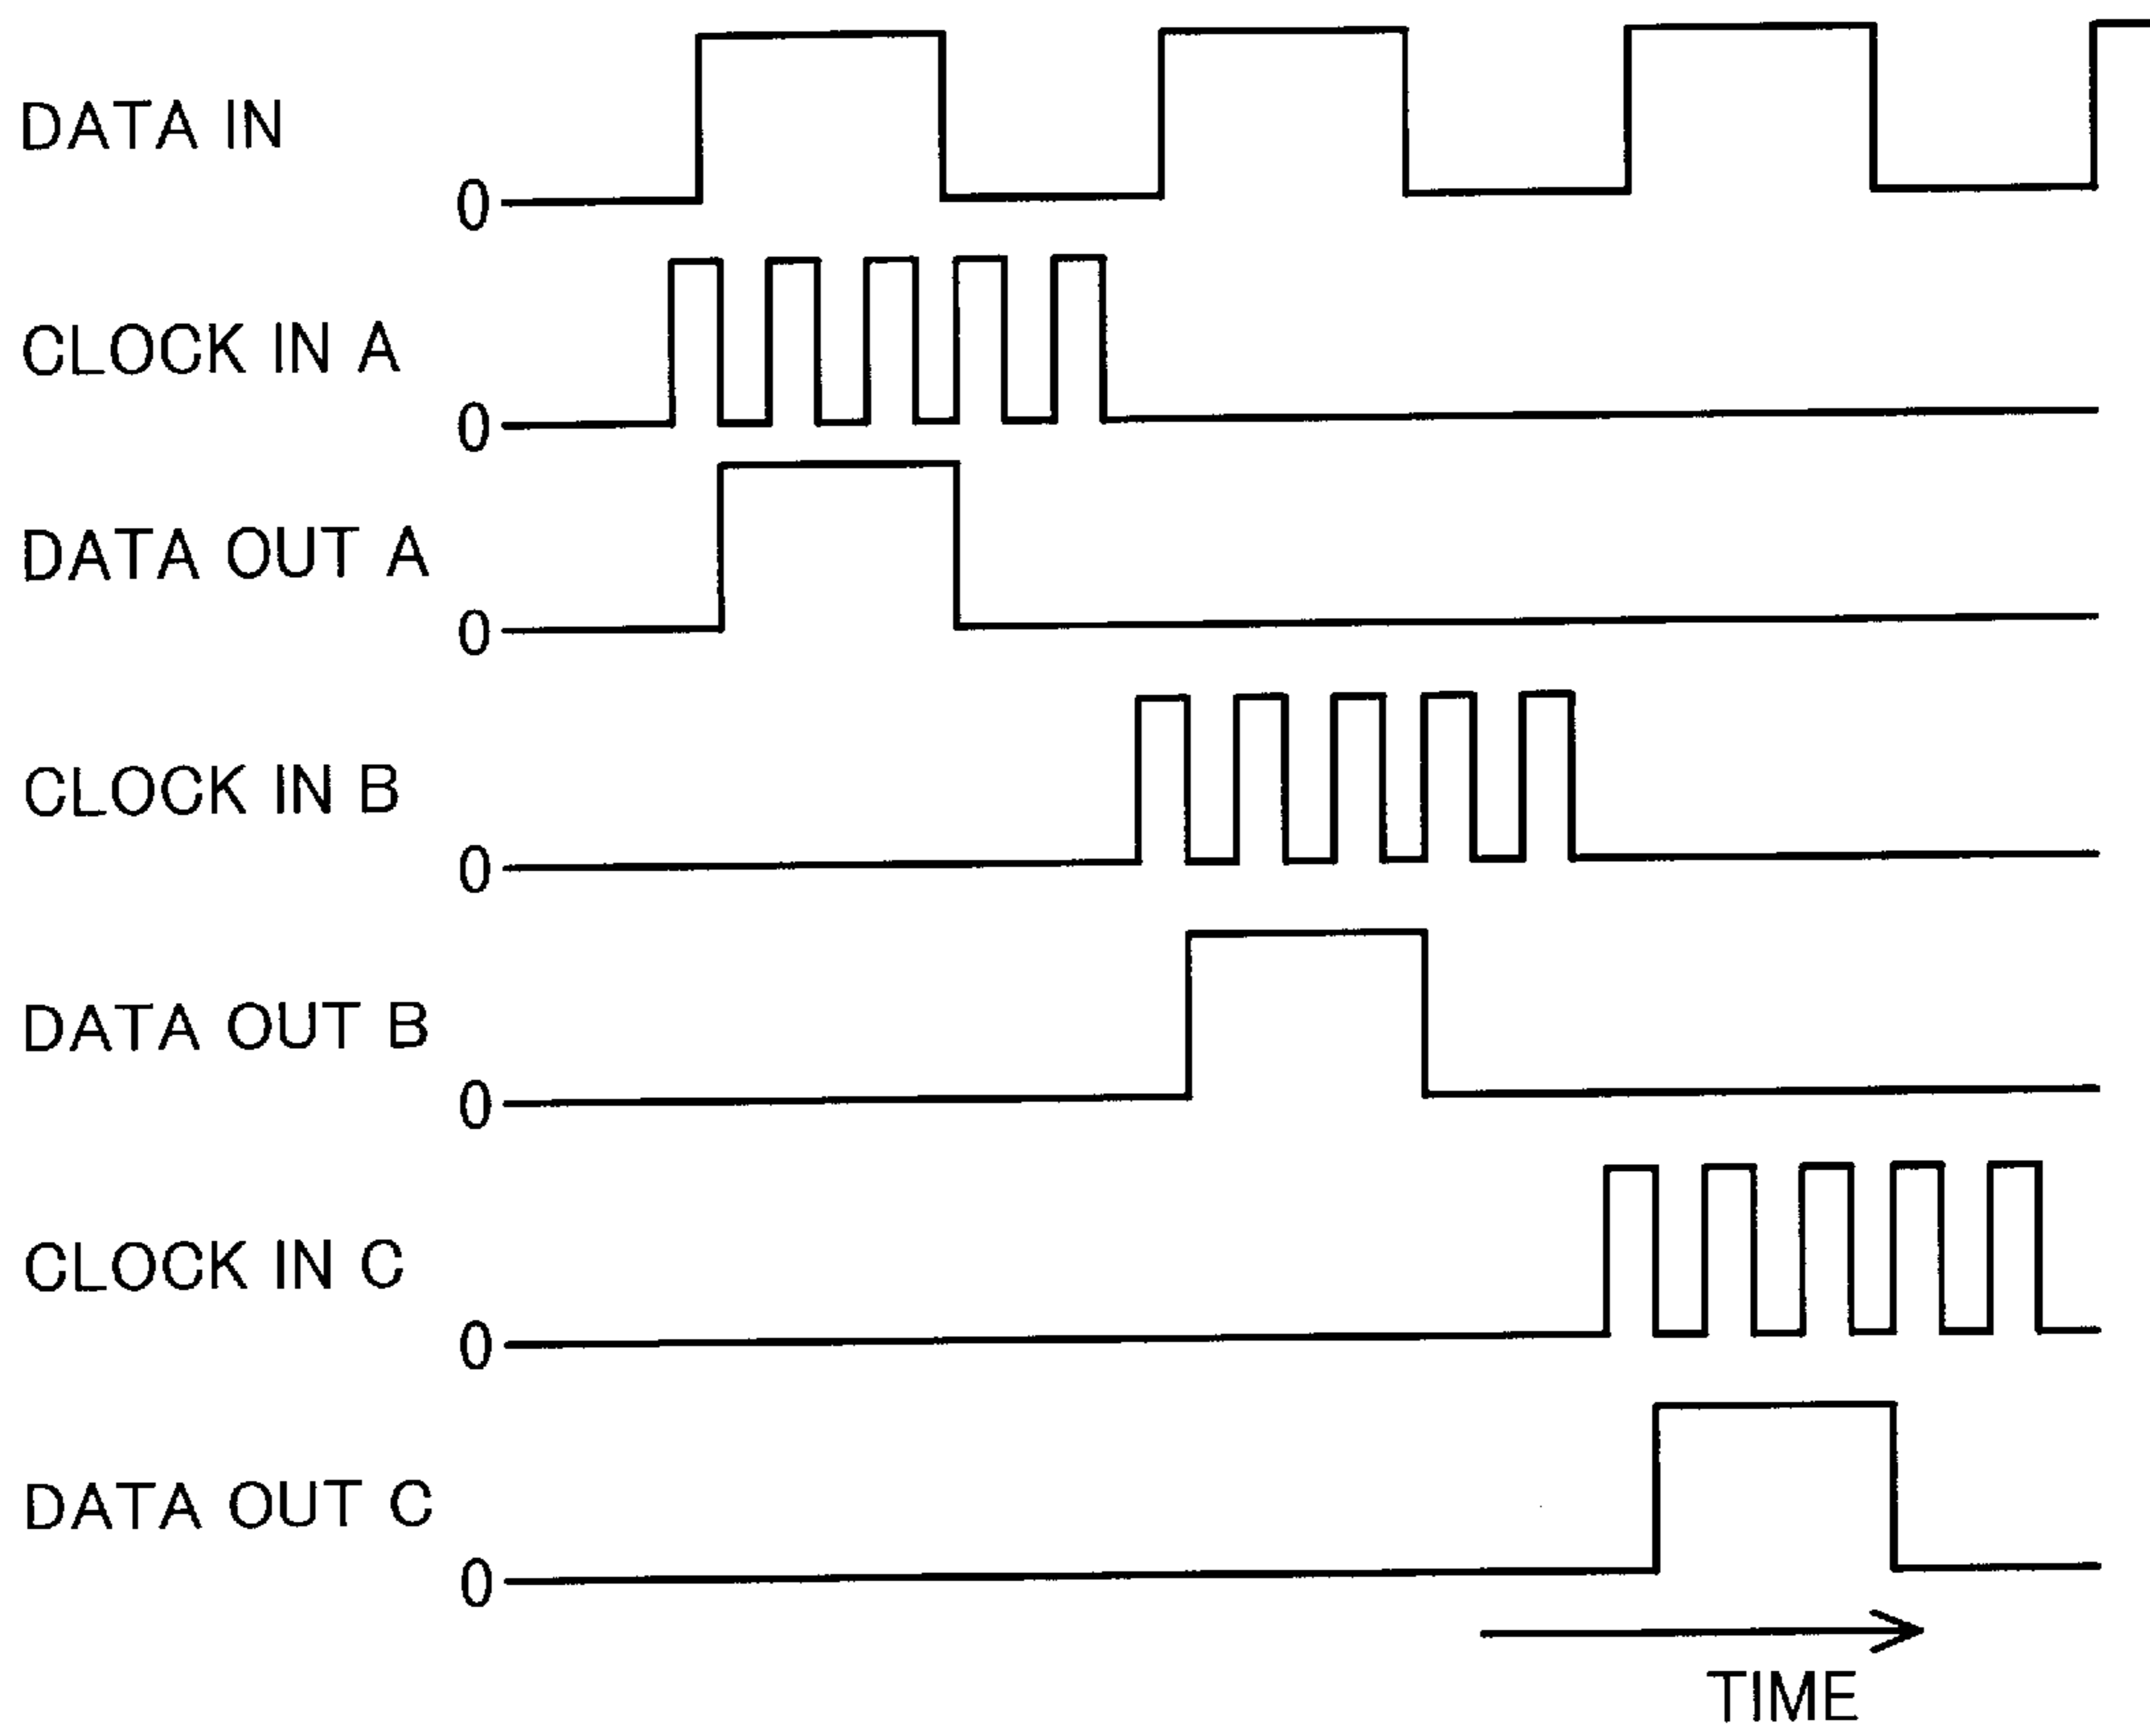 DATA IN
0
CLOCK IN A
0
DATA OUT A
0
CLOCK IN B
0
DATA OUT B
0
CLOCK IN C
0
DATA OUT C
0
TIME